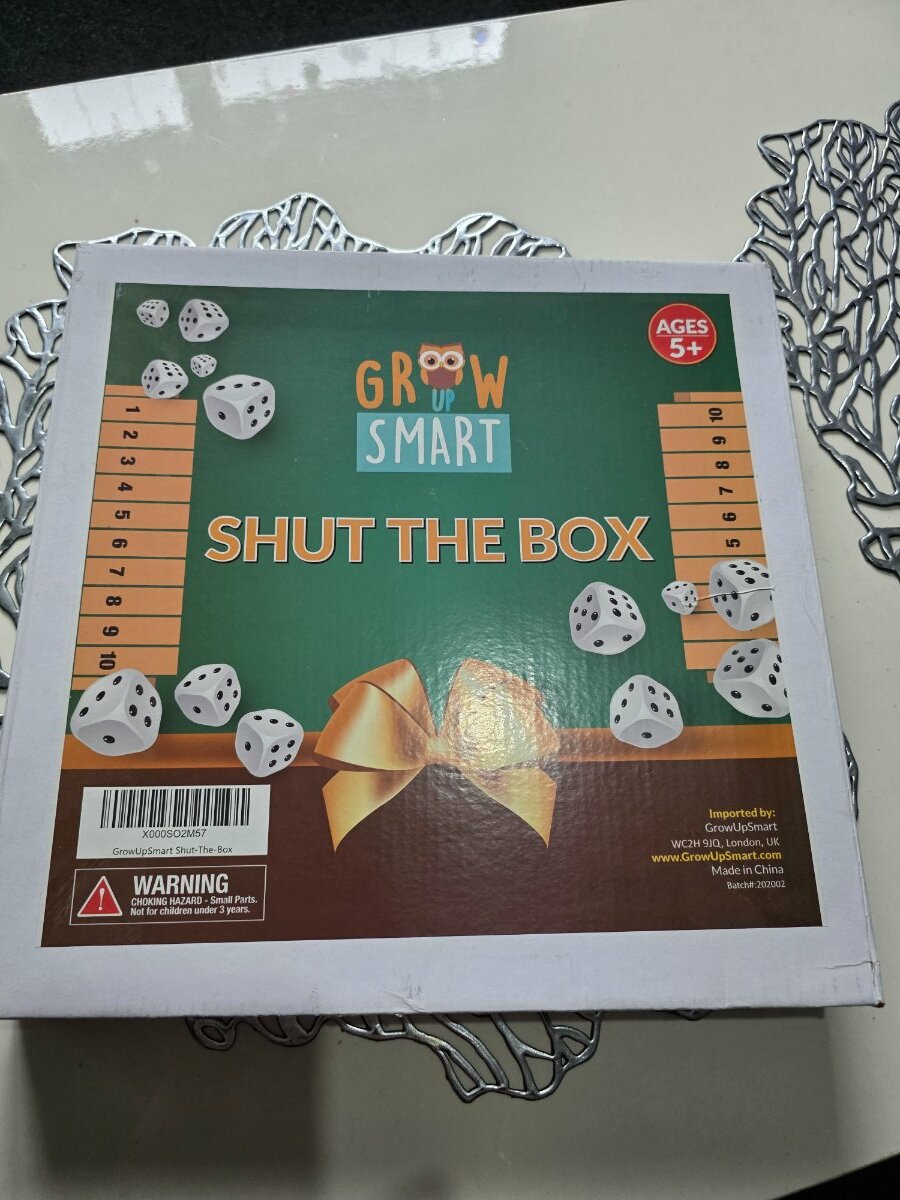 AGES
5+
GROW
UP
SMART
SHUT THE BOX
1
2
3
4
5
6
7
8
9
10
10
9
8
7
6
5
X000SO2M57
GrowUpSmart Shut-The-Box
WARNING
CHOKING HAZARD - Small Parts.
Not for children under 3 years.
Imported by:
GrowUpSmart
WC2H 9JQ, London, UK
www.GrowUpSmart.com
Made in China
Batch#:202002